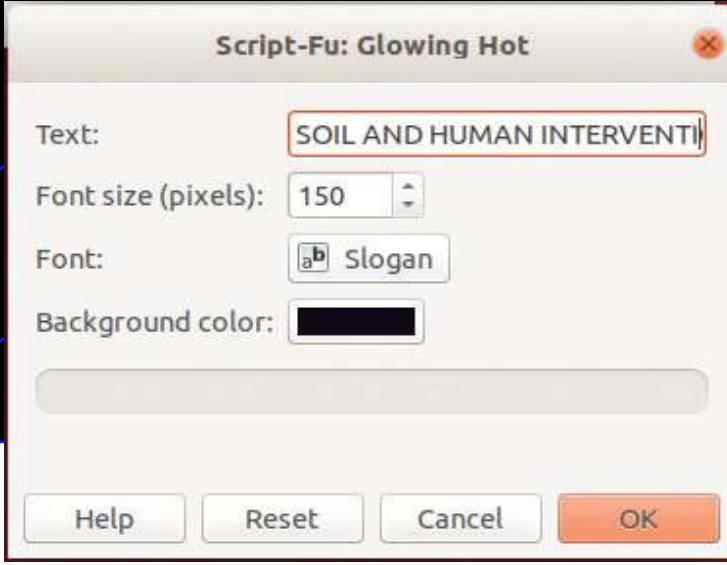 Script-Fu: Glowing Hot
Text: SOIL AND HUMAN INTERVENTI
Font size (pixels): 150
Font: ab Slogan
Background color:
Help Reset Cancel OK